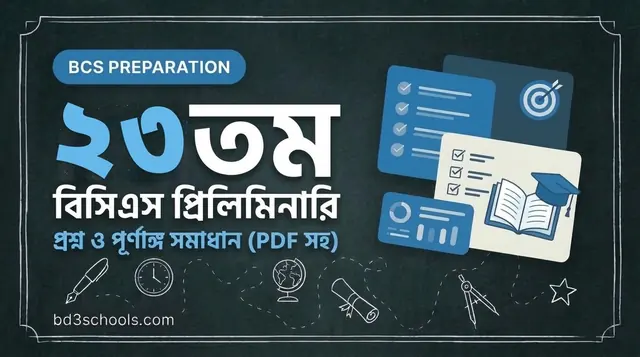 BCS PREPARATION
২৩তম
বিসিএস প্রিলিমিনারি
প্রশ্ন ও পূর্ণাঙ্গ সমাধান (PDF সহ)
bd3schools.com